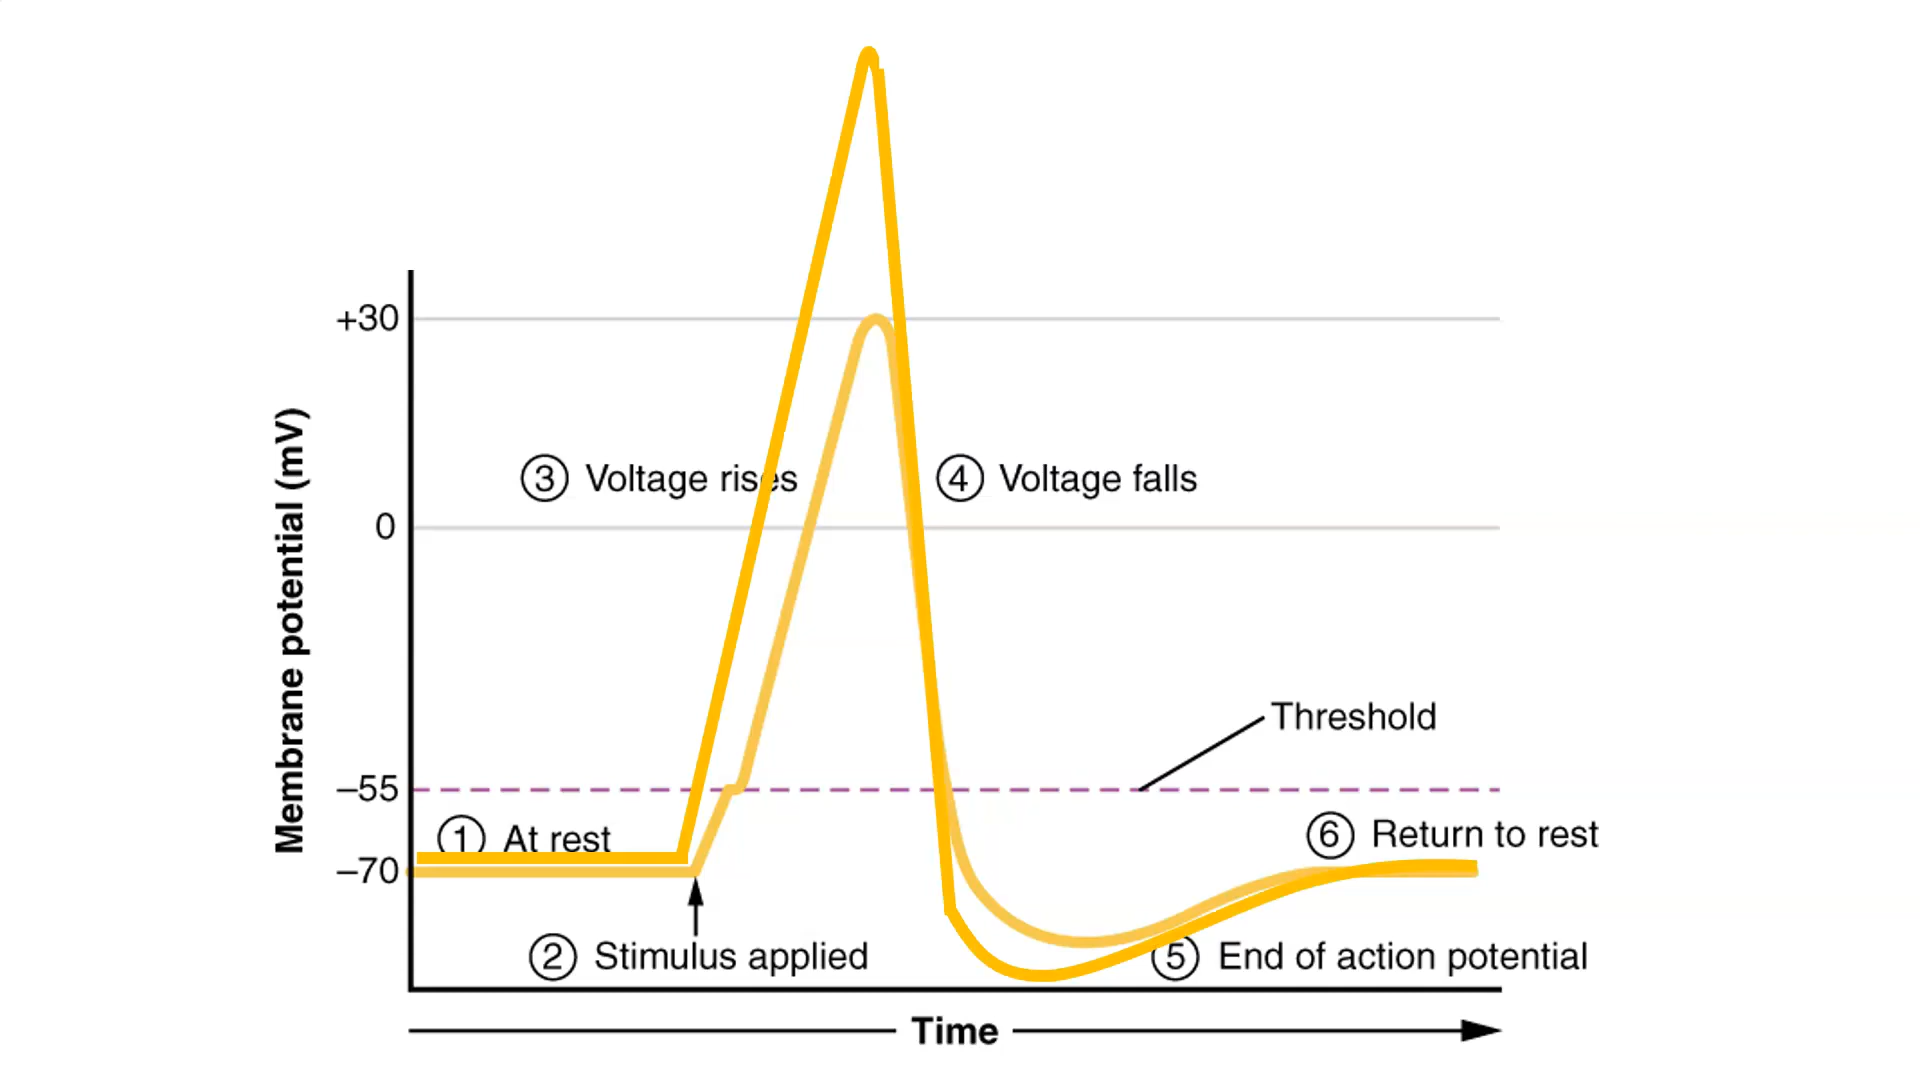 +30
③ Voltage rises
④ Voltage falls
0
Membrane potential (mV)
Threshold
–55
① At rest
⑥ Return to rest
–70
② Stimulus applied
⑤ End of action potential
Time